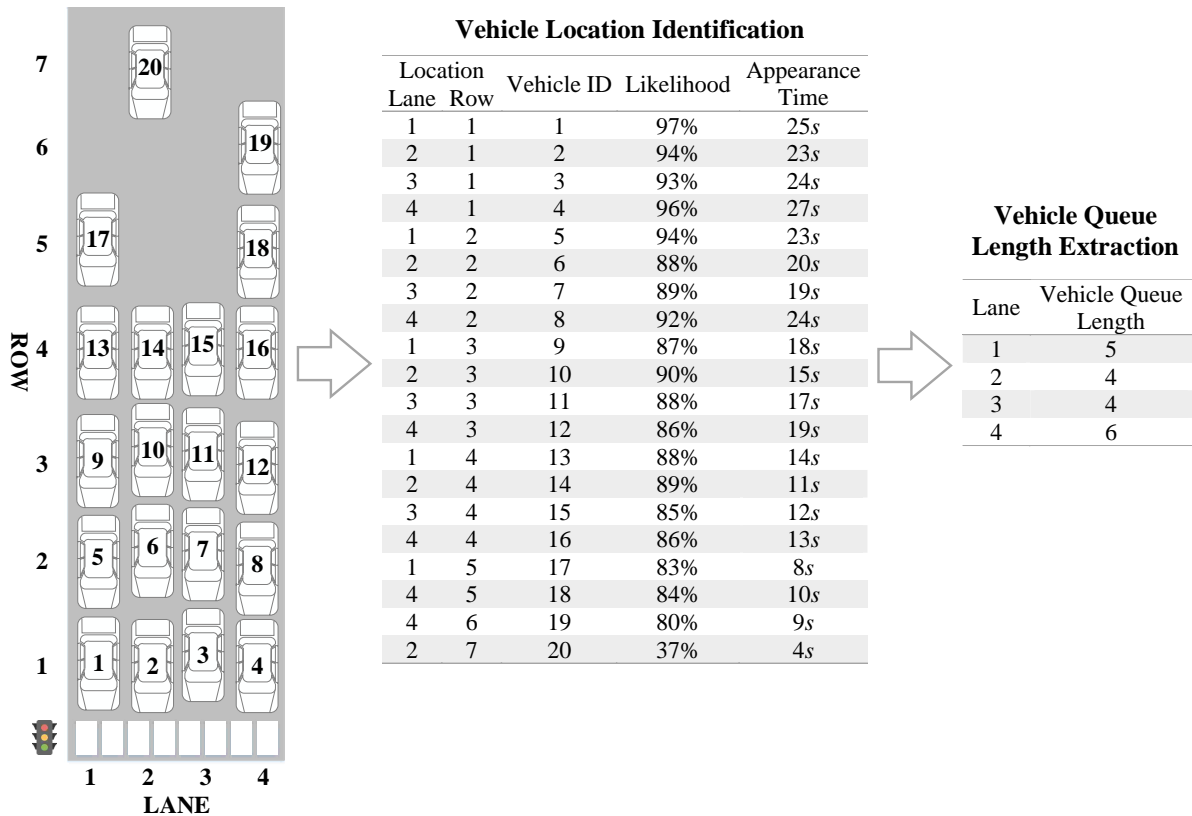 7
6
5
4
3
2
1
ROW
20
19
17
18
13 14 15 16
9 10 11 12
5 6 7 8
1 2 3 4
1 2 3 4
LANE
Vehicle Location Identification
Location Vehicle ID Likelihood Appearance
Lane Row Time
1 1 1 97% 25s
2 1 2 94% 23s
3 1 3 93% 24s
4 1 4 96% 27s
1 2 5 94% 23s
2 2 6 88% 20s
3 2 7 89% 19s
4 2 8 92% 24s
1 3 9 87% 18s
2 3 10 90% 15s
3 3 11 88% 17s
4 3 12 86% 19s
1 4 13 88% 14s
2 4 14 89% 11s
3 4 15 85% 12s
4 4 16 86% 13s
1 5 17 83% 8s
4 5 18 84% 10s
4 6 19 80% 9s
2 7 20 37% 4s
Vehicle Queue
Length Extraction
Lane Vehicle Queue
Length
1 5
2 4
3 4
4 6